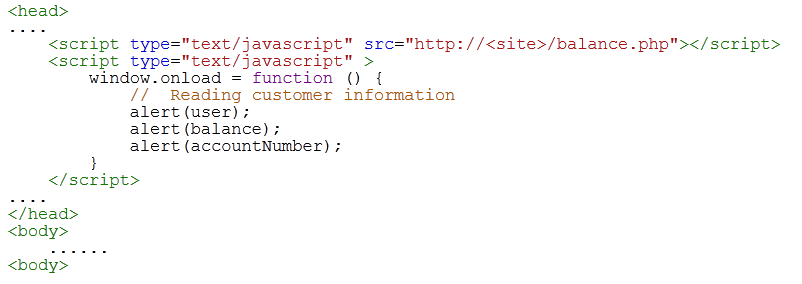 <head>
....
<script type="text/javascript" src="http://<site>/balance.php"></script>
<script type="text/javascript" >
window.onload = function () {
//  Reading customer information
alert(user);
alert(balance);
alert(accountNumber);
}
</script>
....
</head>
<body>
......
<body>